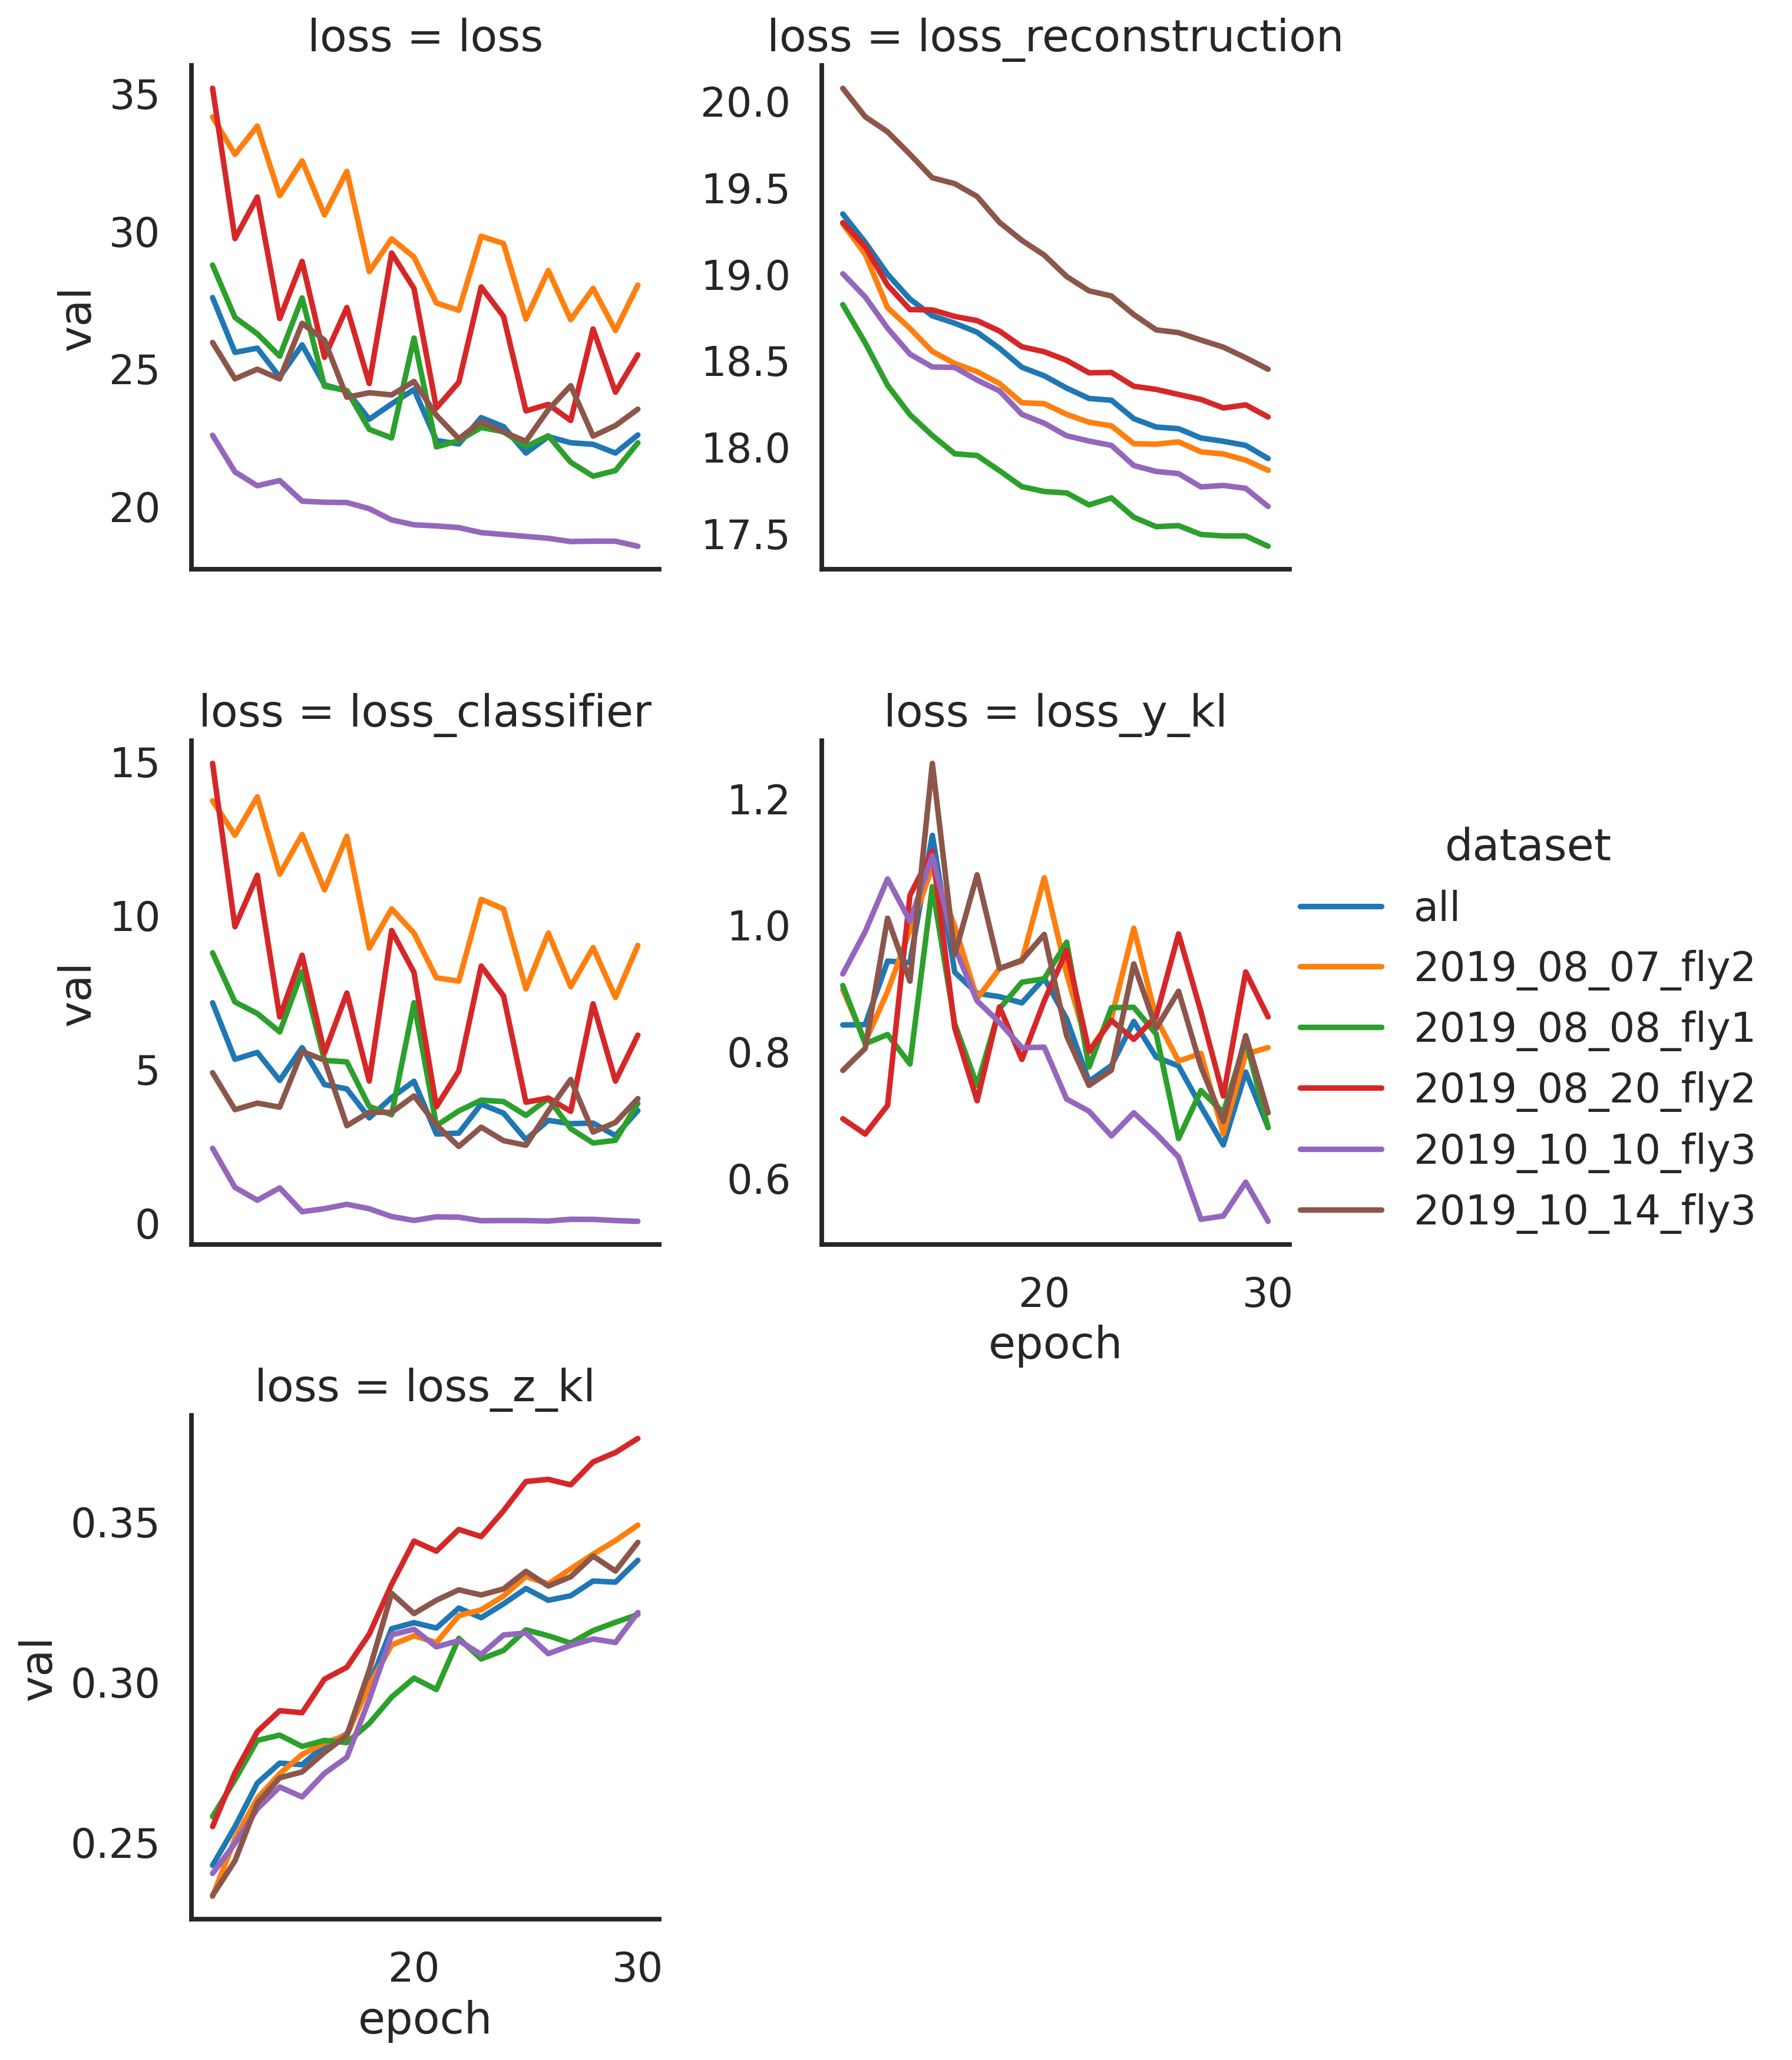 loss = loss
35
30
25
20
val
loss = loss_reconstruction
20.0
19.5
19.0
18.5
18.0
17.5
loss = loss_classifier
15
10
5
0
val
loss = loss_y_kl
1.2
1.0
0.8
0.6
20 30
epoch
dataset
all
2019_08_07_fly2
2019_08_08_fly1
2019_08_20_fly2
2019_10_10_fly3
2019_10_14_fly3
loss = loss_z_kl
0.35
0.30
0.25
val
20 30
epoch